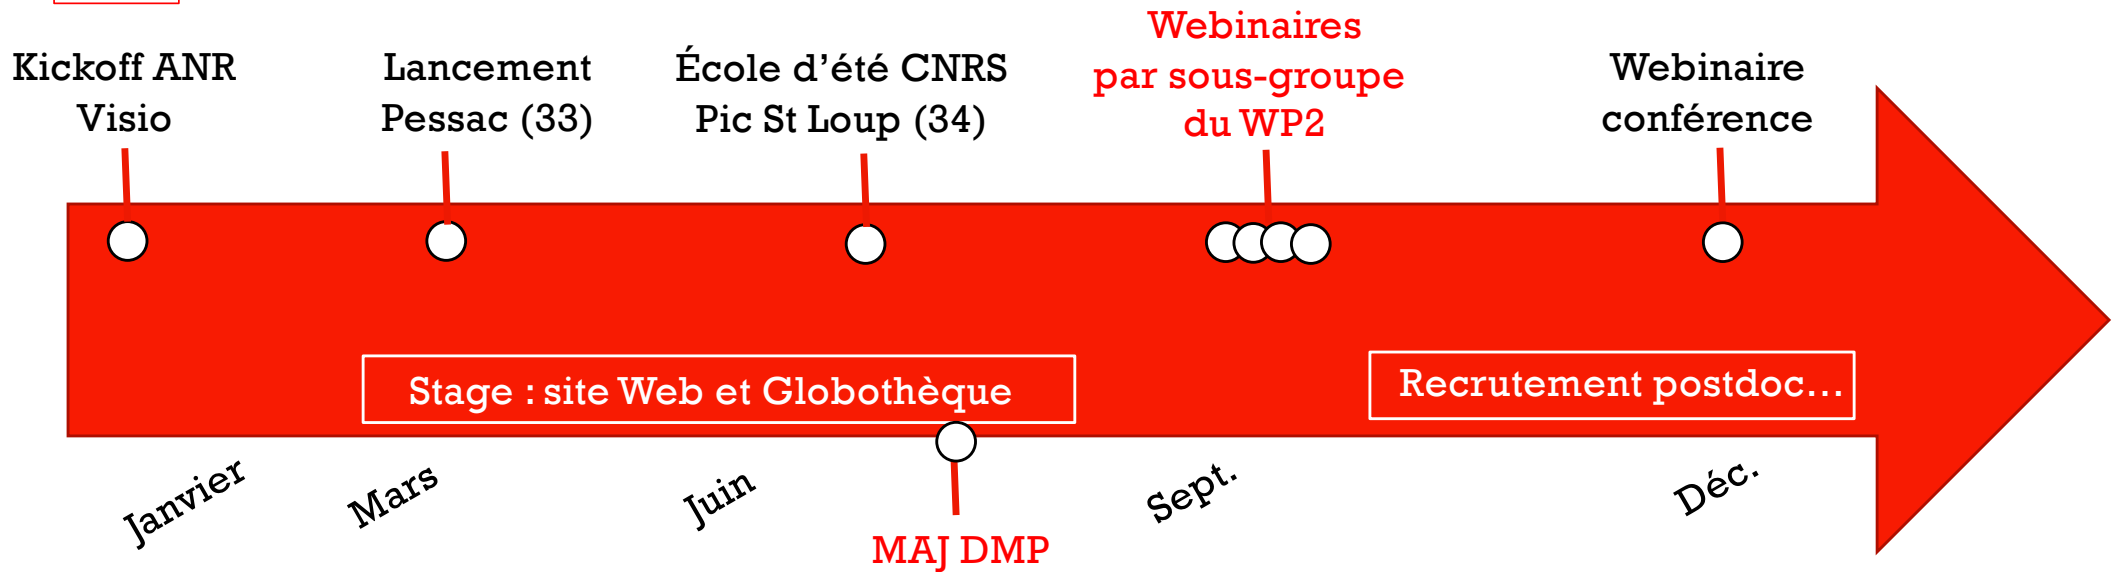 Kickoff ANR
Visio
Lancement
Pessac (33)
École d’été CNRS
Pic St Loup (34)
Webinaires
par sous-groupe
du WP2
Webinaire
conférence
Stage : site Web et Globothèque
Recrutement postdoc…
Janvier
Mars
Juin
Sept.
Déc.
MAJ DMP